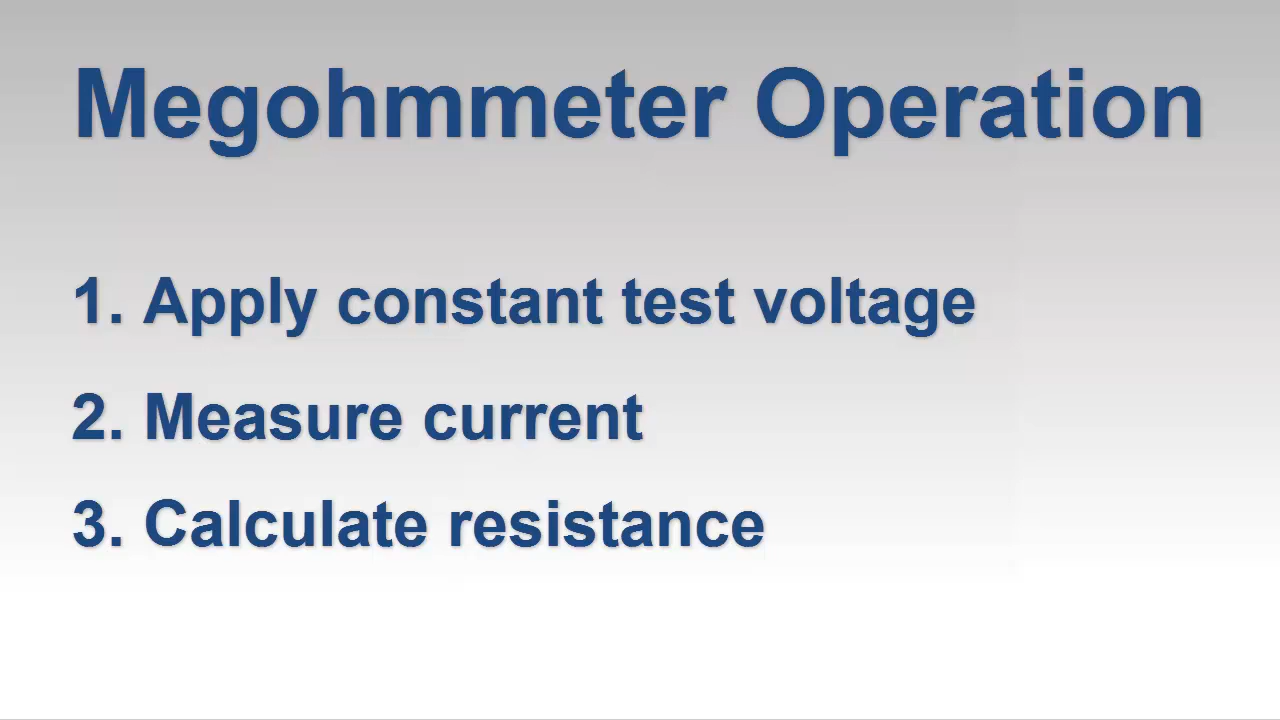 Megohmmeter Operation
1. Apply constant test voltage
2. Measure current
3. Calculate resistance